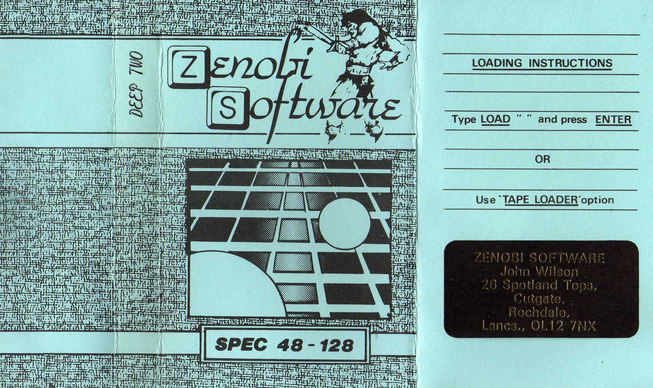 DEEP TWO
Zenobi
Software
SPEC 48 - 128
LOADING INSTRUCTIONS
Type LOAD " " and press ENTER
OR
Use 'TAPE LOADER' option
ZENOBI SOFTWARE
John Wilson
26 Spotland Tops,
Cutgate,
Rochdale,
Lancs., OL12 7NX